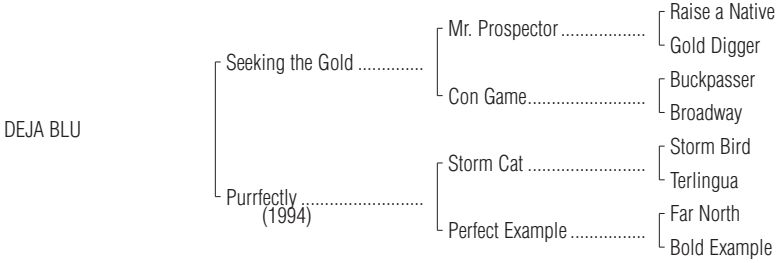 Raise a Native
Mr. Prospector ..................
Gold Digger
Seeking the Gold ..............
Buckpasser
Con Game.........................
Broadway
DEJA BLU
Storm Bird
Storm Cat .........................
Terlingua
Purrfectly ..........................
(1994)
Far North
Perfect Example ................
Bold Example